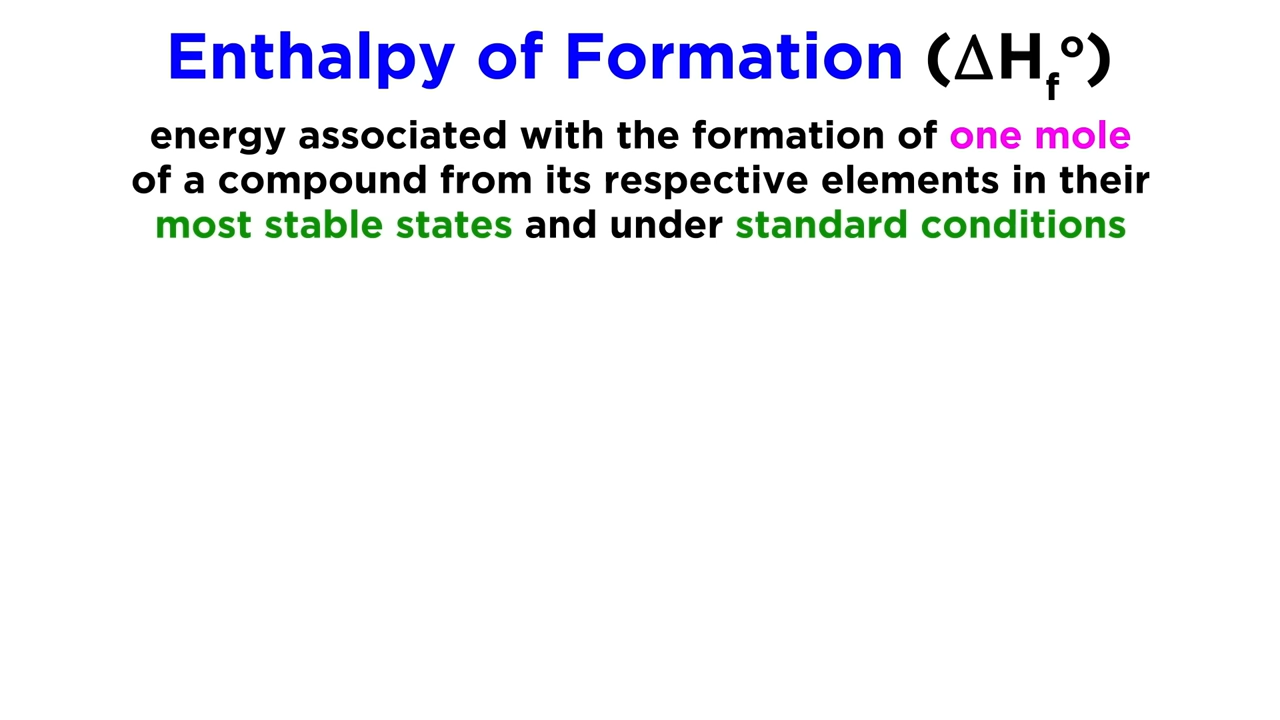 Enthalpy of Formation (ΔHf°)
energy associated with the formation of one mole
of a compound from its respective elements in their
most stable states and under standard conditions